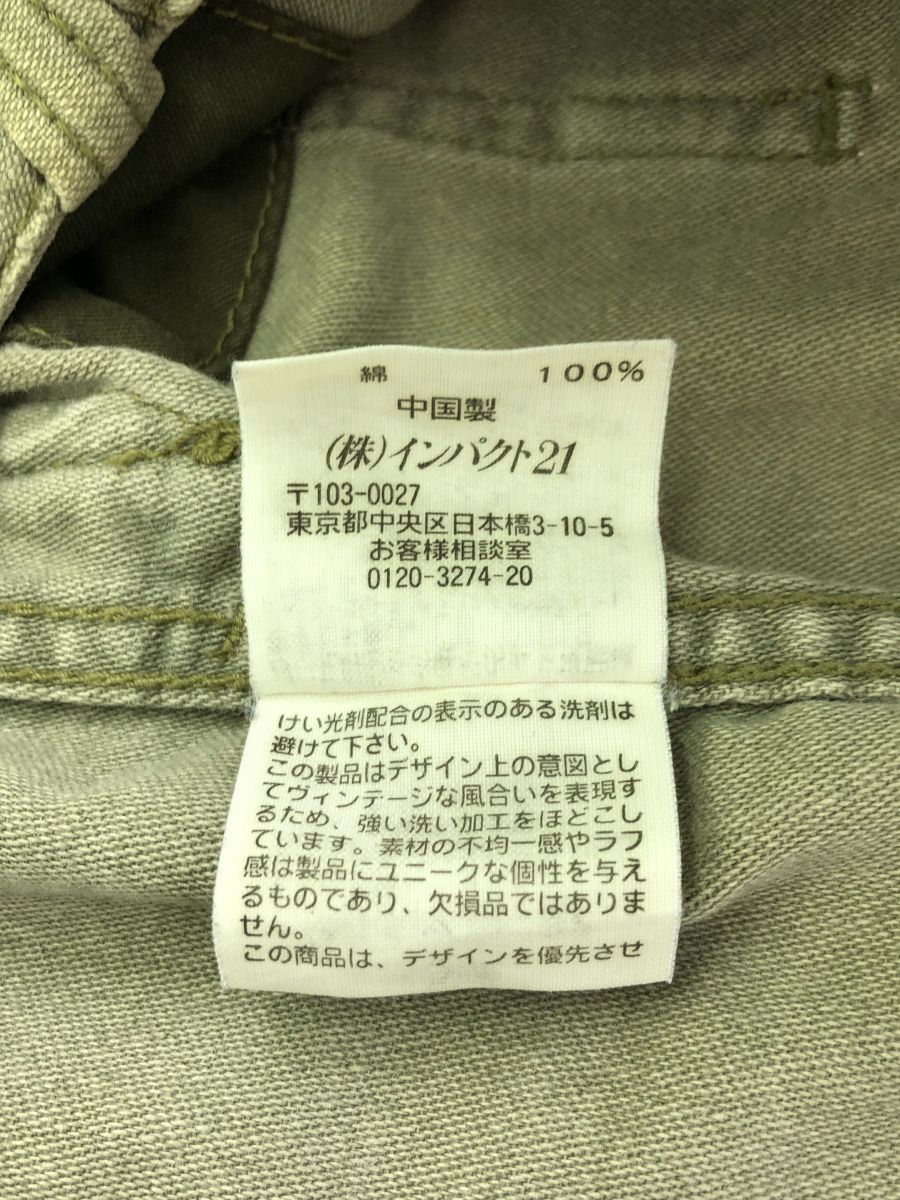 綿 100%
中国製
(株)インパクト21
〒103-0027
東京都中央区日本橋3-10-5
お客様相談室
0120-3274-20
けい光剤配合の表示のある洗剤は
避けて下さい。
この製品はデザイン上の意図とし
てヴィンテージな風合いを表現す
るため、強い洗い加工をほどこし
ています。素材の不均一感やラフ
感は製品にユニークな個性を与え
るものであり、欠損品ではありま
せん。
この商品は、デザインを優先させ